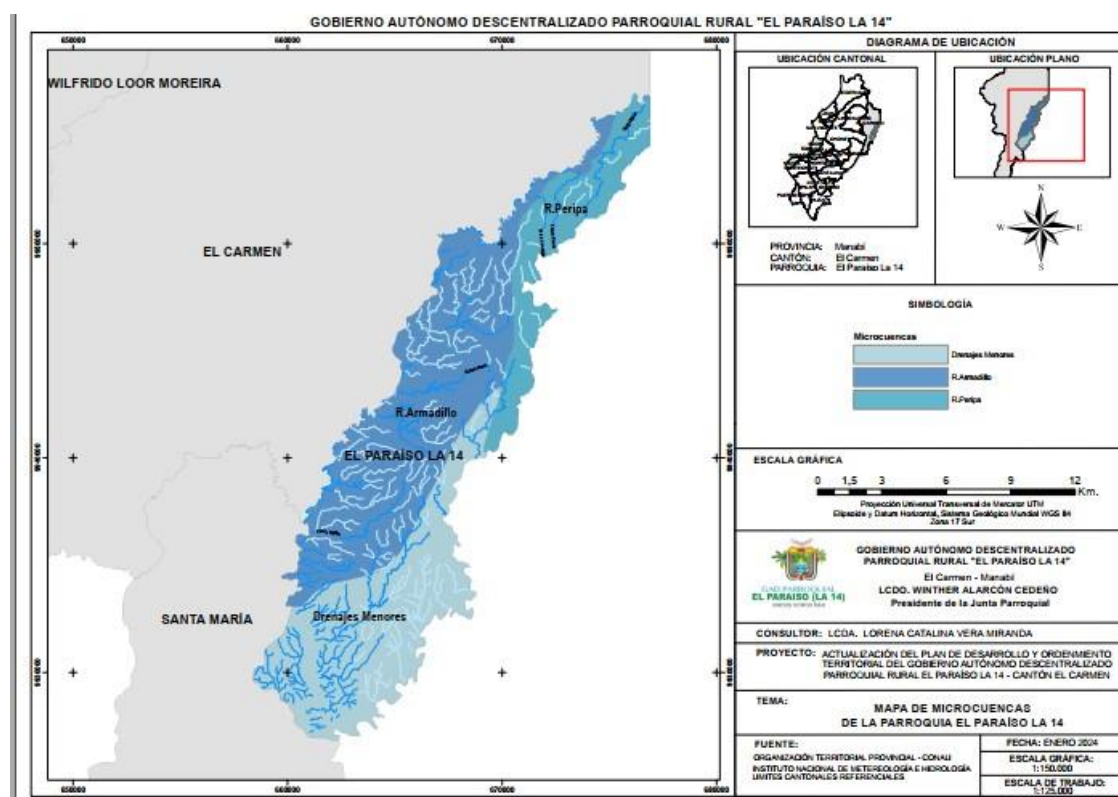 GOBIERNO AUTÓNOMO DESCENTRALIZADO PARROQUIAL RURAL "EL PARAÍSO LA 14"
650000 660000 670000 680000
WILFRIDO LOOR MOREIRA
R.Peripa
EL CARMEN
R.Armadillo
EL PARAÍSO LA 14
Drenajes Menores
SANTA MARÍA
650000 660000 670000 680000
DIAGRAMA DE UBICACIÓN
UBICACIÓN CANTONAL
UBICACIÓN PLANO
N
W E
S
PROVINCIA: Manabí
CANTÓN: El Carmen
PARROQUIA: El Paraíso La 14
SIMBOLOGÍA
Microcuencas
Drenajes Menores
R.Armadillo
R.Peripa
ESCALA GRÁFICA
0 1,5 3 6 9 12
Km.
Proyección Universal Transversal de Mercator UTM
Elipsoide y Datum Horizontal, Sistema Geológico Mundial WGS 84
Zona 17 Sur
GAD PARROQUIAL
EL PARAÍSO (LA 14)
GOBIERNO AUTÓNOMO DESCENTRALIZADO
PARROQUIAL RURAL "EL PARAÍSO LA 14"
El Carmen - Manabí
LCDO. WINTHER ALARCÓN CEDEÑO
Presidente de la Junta Parroquial
CONSULTOR: LCDA. LORENA CATALINA VERA MIRANDA
PROYECTO: ACTUALIZACIÓN DEL PLAN DE DESARROLLO Y ORDENMIENTO
TERRITORIAL DEL GOBIERNO AUTÓNOMO DESCENTRALIZADO
PARROQUIAL RURAL EL PARAÍSO LA 14 - CANTÓN EL CARMEN
TEMA:
MAPA DE MICROCUENCAS
DE LA PARROQUIA EL PARAÍSO LA 14
FUENTE:
ORGANIZACIÓN TERRITORIAL PROVINCIAL - CONALI
INSTITUTO NACIONAL DE METEREOLOGÍA E HIDROLOGÍA
LIMITES CANTONALES REFERENCIALES
FECHA: ENERO 2024
ESCALA GRÁFICA:
1:150.000
ESCALA DE TRABAJO:
1:125.000